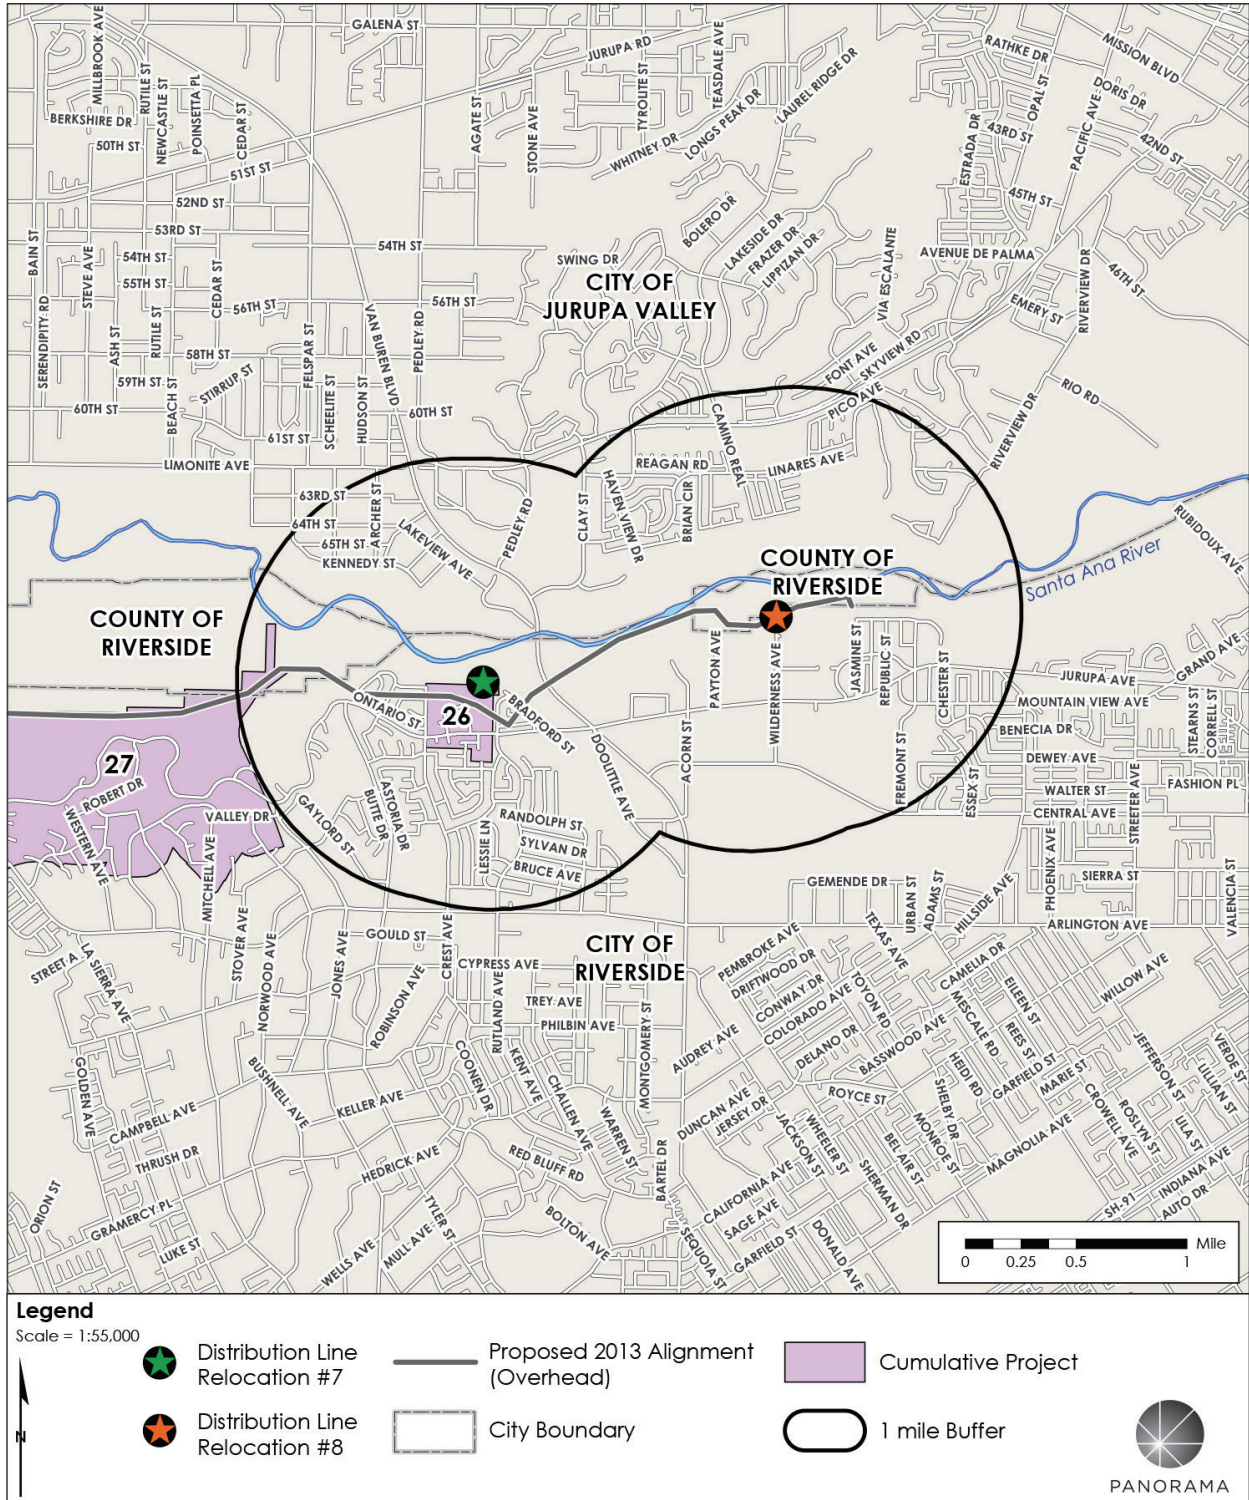 GALENA ST
MILLBROOK AVE
RUTILE ST
NEWCASTLE ST
POINSETTA PL
CEDAR ST
BERKSHIRE DR
50TH ST
51ST ST
52ND ST
53RD ST
54TH ST
55TH ST
56TH ST
58TH ST
59TH ST
60TH ST
61ST ST
BAIN ST
SERENDIPITY RD
STEVE AVE
ASH ST
RUTILE ST
CEDAR ST
BEACH ST
STIRRUP ST
FELSPAR ST
SCHEELITE ST
HUDSON ST
VAN BUREN BLVD
PEDLEY RD
54TH ST
56TH ST
60TH ST
LIMONITE AVE
JURUPA RD
AGATE ST
STONE AVE
TYROLITE ST
TEASDALE AVE
WHITNEY DR
LONGS PEAK DR
LAUREL RIDGE DR
RATHKE DR
MISSION BLVD
OPAL ST
DORIS DR
PACIFIC AVE
43RD ST
42ND ST
ESTRADA DR
45TH ST
46TH ST
BOLERO DR
LAKESIDE DR
FRAZER DR
LIPPIZAN DR
VIA ESCALANTE
AVENUE DE PALMA
EMERY ST
RIVERVIEW DR
SWING DR
CITY OF
JURUPA VALLEY
FONT AVE
SKYVIEW RD
PICO AVE
RIO RD
RIVERVIEW DR
CAMINO REAL
REAGAN RD
LINARES AVE
HAVEN VIEW DR
BRIAN CIR
CLAY ST
PEDLEY RD
63RD ST
64TH ST
65TH ST
KENNEDY ST
ARCHER ST
LAKEVIEW AVE
COUNTY OF
RIVERSIDE
COUNTY OF
RIVERSIDE
Santa Ana River
RUBIDOUX AVE
GRAND AVE
JURUPA AVE
MOUNTAIN VIEW AVE
BENECIA DR
DEWEY AVE
WALTER ST
CENTRAL AVE
STEARNS ST
CORRELL ST
FASHION PL
STREETER AVE
PHOENIX AVE
SIERRA ST
VALENCIA ST
ARLINGTON AVE
PAYTON AVE
WILDERNESS AVE
JASMINE ST
REPUBLIC ST
CHESTER ST
FREMONT ST
ESSEX ST
ACORN ST
DOOLITTLE AVE
BRADFORD ST
26
ONTARIO ST
27
ROBERT DR
WESTERN AVE
VALLEY DR
MITCHELL AVE
GAYLORD ST
ASTORIA DR
BUTTE DR
LESSIE LN
RANDOLPH ST
SYLVAN DR
BRUCE AVE
CITY OF
RIVERSIDE
GEMENDE DR
URBAN ST
ADAMS ST
HILLSIDE AVE
TEXAS AVE
STREET A
LA SIERRA AVE
STOVER AVE
NORWOOD AVE
JONES AVE
GOULD ST
ROBINSON AVE
CREST AVE
CYPRESS AVE
RUTLAND AVE
TREY AVE
PHILBIN AVE
MONTGOMERY ST
PEMBROKE AVE
DRIFTWOOD DR
CONWAY DR
COLORADO AVE
TOYON RD
DELANO DR
BASSWOOD AVE
AUDREY AVE
CAMELIA DR
MESCALE RD
EILEEN ST
REES ST
HEIDI RD
GARFIELD ST
MARIE ST
WILLOW AVE
JEFFERSON ST
VERDE ST
LILLIAN ST
LULA ST
ROSLYN ST
CROWELL AVE
MAGNOLIA AVE
INDIANA AVE
AUTO DR
SH-91
ROYCE ST
SHELBY DR
MONROE ST
BEL AIR ST
SHERMAN DR
WHEELER ST
JACKSON ST
DUNCAN AVE
JERSEY DR
CALIFORNIA AVE
SAGE AVE
GARFIELD ST
DONALD AVE
SEQUOIA ST
BARTEL DR
WARREN ST
CHALLEN AVE
KENT AVE
COONEN DR
RED BLUFF RD
BOLTON AVE
GOLDEN AVE
CAMPBELL AVE
BUSHNELL AVE
KELLER AVE
THRUSH DR
HEDRICK AVE
TYLER ST
MULL AVE
WELLS AVE
GRAMERCY PL
LUKE ST
ORION ST
Mile
0 0.25 0.5 1
Legend
Scale = 1:55,000
N
Distribution Line
Relocation #7
Distribution Line
Relocation #8
Proposed 2013 Alignment
(Overhead)
City Boundary
Cumulative Project
1 mile Buffer
PANORAMA